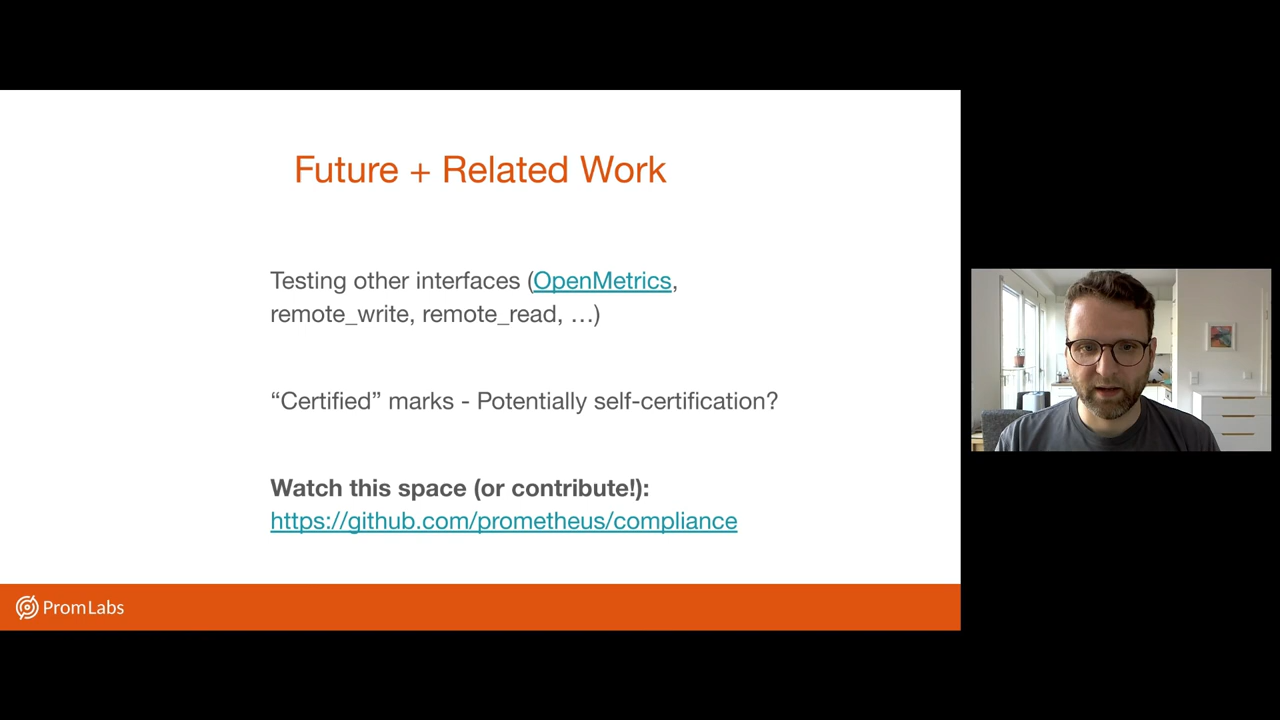 Future + Related Work
Testing other interfaces (OpenMetrics,
remote_write, remote_read, …)
“Certified” marks - Potentially self-certification?
Watch this space (or contribute!):
https://github.com/prometheus/compliance
PromLabs